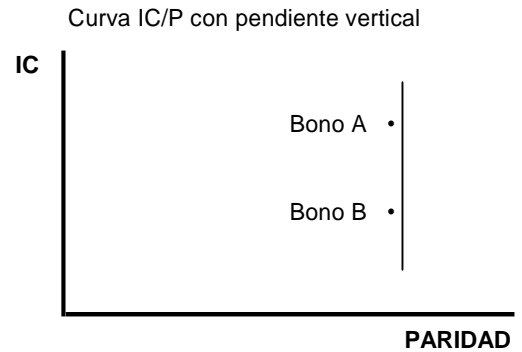 Curva IC/P con pendiente vertical
IC
Bono A
Bono B
PARIDAD